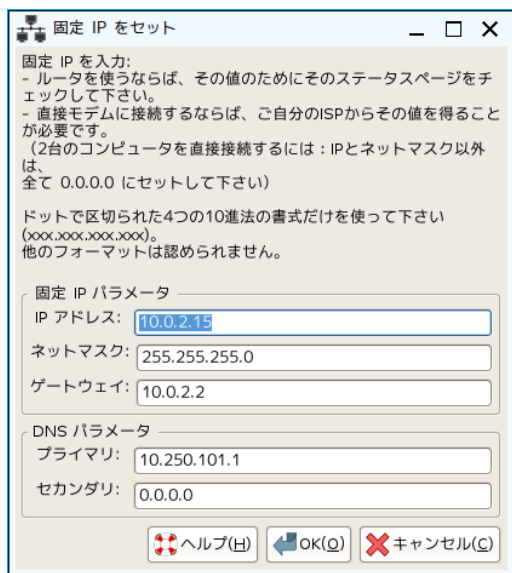 固定 IP をセット
固定 IP を入力:
- ルータを使うならば、その値のためにそのステータスページをチ
ェックして下さい。
- 直接モデムに接続するならば、ご自分のISPからその値を得ること
が必要です。
（2台のコンピュータを直接接続するには：IPとネットマスク以外
は、
全て 0.0.0.0 にセットして下さい）
ドットで区切られた4つの10進法の書式だけを使って下さい
(xxx.xxx.xxx.xxx)。
他のフォーマットは認められません。
固定 IP パラメータ
IP アドレス: 10.0.2.15
ネットマスク: 255.255.255.0
ゲートウェイ: 10.0.2.2
DNS パラメータ
プライマリ: 10.250.101.1
セカンダリ: 0.0.0.0
ヘルプ(H) OK(O) キャンセル(C)